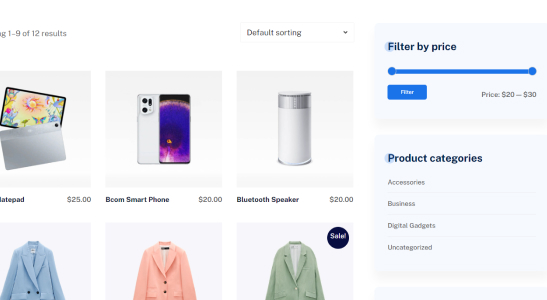 1–9 of 12 results
Default sorting
$25.00
Bcom Smart Phone $20.00
Bluetooth Speaker $20.00
Sale!
Filter by price
Filter
Price: $20 — $30
Product categories
Accessories
Business
Digital Gadgets
Uncategorized